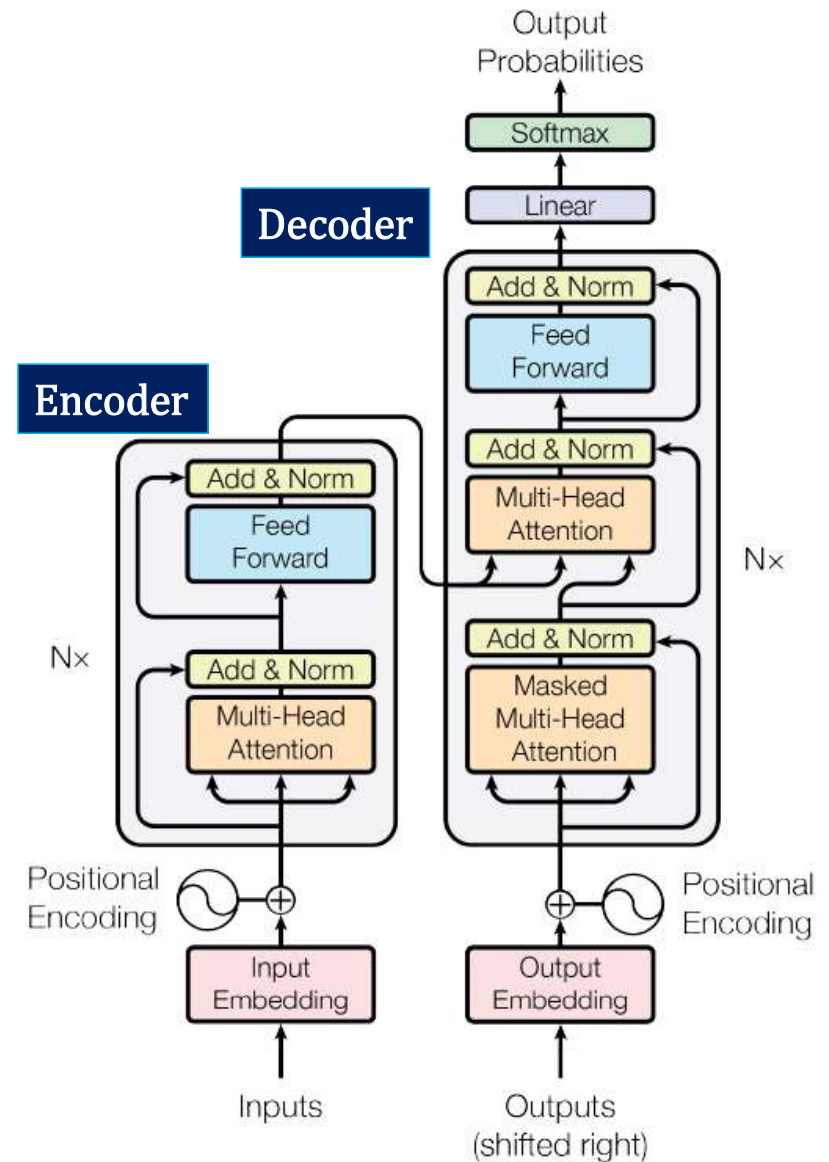 Output
Probabilities
Softmax
Linear
Decoder
Add & Norm
Feed
Forward
Add & Norm
Multi-Head
Attention
Add & Norm
Masked
Multi-Head
Attention
N×
Encoder
Add & Norm
Feed
Forward
Add & Norm
Multi-Head
Attention
N×
Positional
Encoding
Positional
Encoding
Input
Embedding
Output
Embedding
Inputs
Outputs
(shifted right)